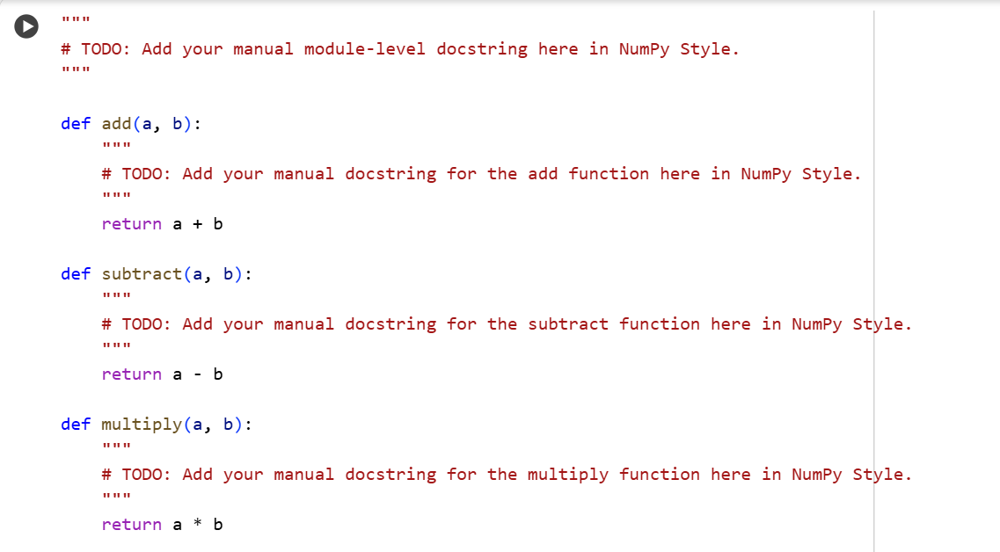 """
# TODO: Add your manual module-level docstring here in NumPy Style.
"""
def add(a, b):
    """
    # TODO: Add your manual docstring for the add function here in NumPy Style.
    """
    return a + b
def subtract(a, b):
    """
    # TODO: Add your manual docstring for the subtract function here in NumPy Style.
    """
    return a - b
def multiply(a, b):
    """
    # TODO: Add your manual docstring for the multiply function here in NumPy Style.
    """
    return a * b